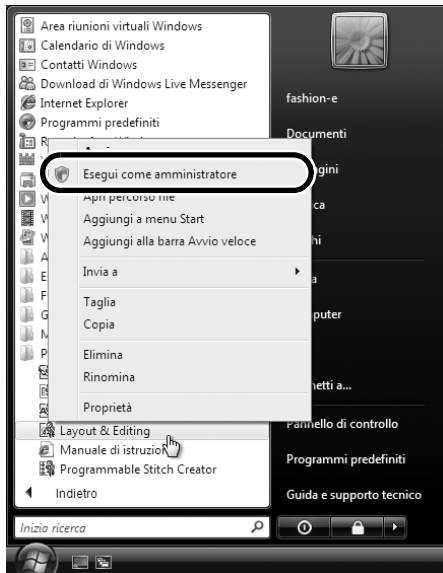 Area riunioni virtuali Windows
Calendario di Windows
Contatti Windows
Download di Windows Live Messenger
Internet Explorer
Programmi predefiniti
Esegui come amministratore
Apri percorso file
Aggiungi a menu Start
Aggiungi alla barra Avvio veloce
Invia a
Taglia
Copia
Elimina
Rinomina
Proprietà
Layout & Editing
Manuale di istruzion
Programmable Stitch Creator
Indietro
Inizia ricerca
fashion-e
Documenti
Pannello di controllo
Programmi predefiniti
Guida e supporto tecnico